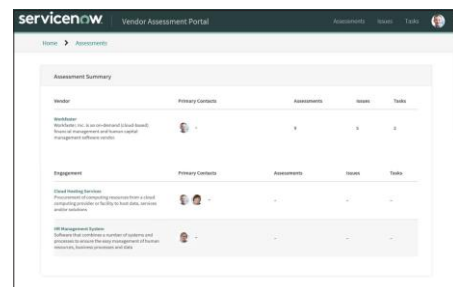 servicenow Vendor Assessment Portal Assessments Issues Tasks
Home > Assessments
Assessment Summary
Vendor Primary Contacts Assessments Issues Tasks
Workfaster
Workfaster, Inc. is an on-demand (cloud-based)
financial management and human capital
management software vendor
Engagement Primary Contacts Assessments Issues Tasks
Cloud Hosting Services
Procurement of computing resources from a cloud
computing provider or facility to host data, services
and/or solutions.
HR Management System
Software that combines a number of systems and
processes to ensure the easy management of human
resources, business processes and data